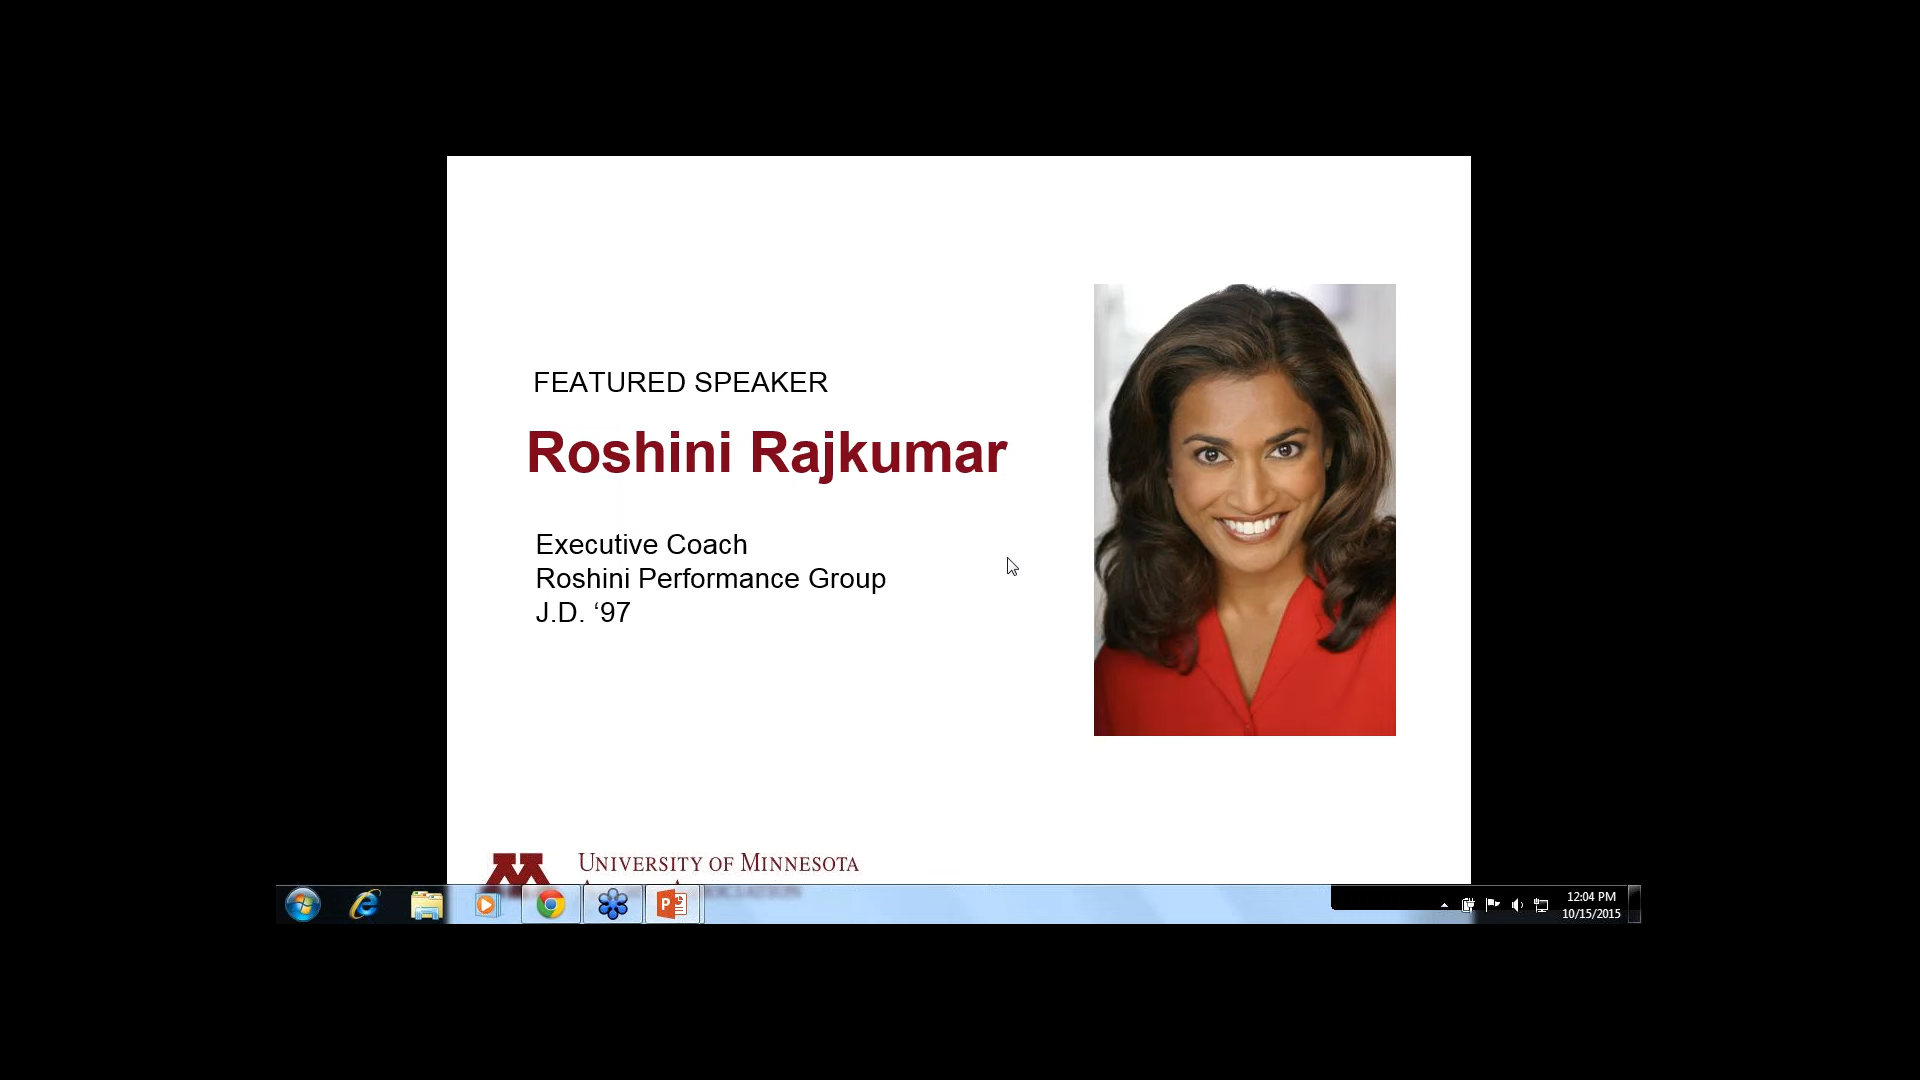 FEATURED SPEAKER
Roshini Rajkumar
Executive Coach
Roshini Performance Group
J.D. ‘97
UNIVERSITY OF MINNESOTA
12:04 PM
10/15/2015